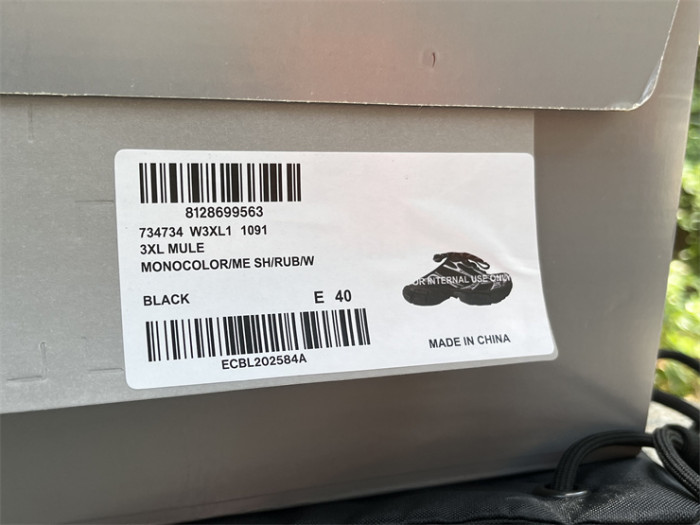 8128699563
734734 W3XL1 1091
3XL MULE
MONOCOLOR/ME SH/RUB/W
BLACK E 40
OR INTERNAL USE ONLY
ECBL202584A
MADE IN CHINA